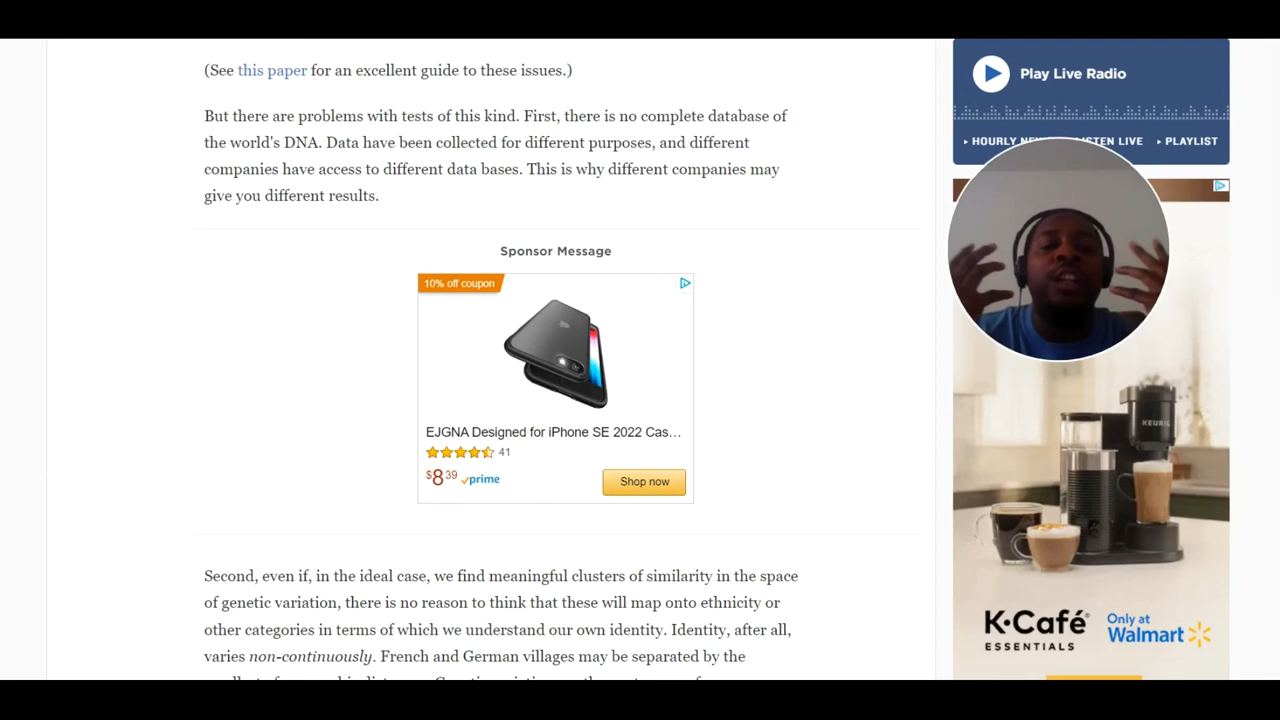 (See this paper for an excellent guide to these issues.)
But there are problems with tests of this kind. First, there is no complete database of
the world's DNA. Data have been collected for different purposes, and different
companies have access to different data bases. This is why different companies may
give you different results.
Sponsor Message
10% off coupon
EJGNA Designed for iPhone SE 2022 Cas...
41
$8 39 prime
Shop now
Second, even if, in the ideal case, we find meaningful clusters of similarity in the space
of genetic variation, there is no reason to think that these will map onto ethnicity or
other categories in terms of which we understand our own identity. Identity, after all,
varies non-continuously. French and German villages may be separated by the
Play Live Radio
HOURLY LIVE PLAYLIST
KEURIG
K•Café®
ESSENTIALS
Only at
Walmart